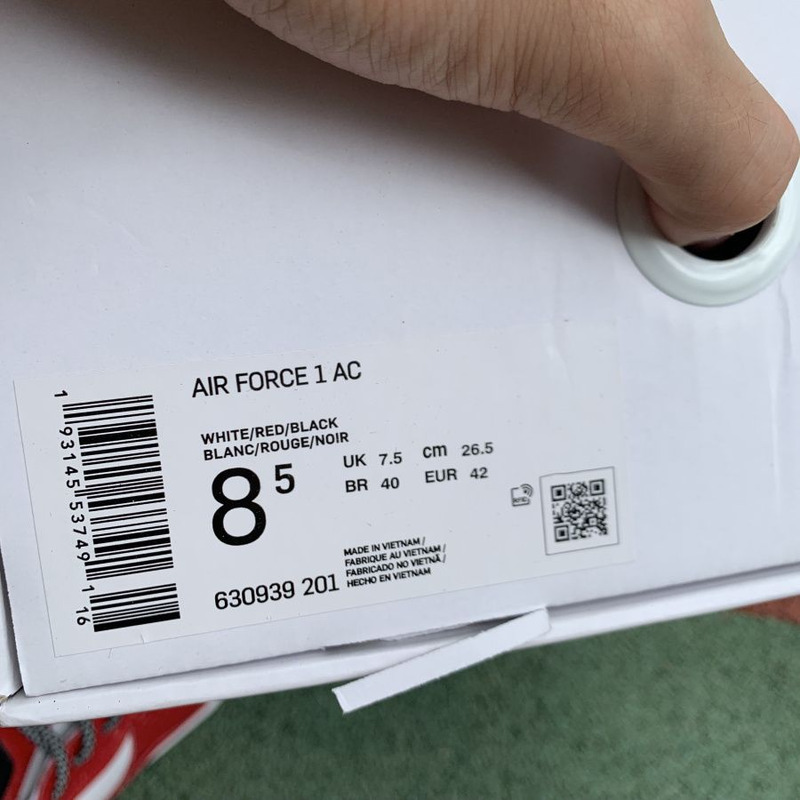 AIR FORCE 1 AC
WHITE/RED/BLACK
BLANC/ROUGE/NOIR
8 5
UK 7.5 cm 26.5
BR 40 EUR 42
MADE IN VIETNAM /
FABRIQUE AU VIETNAM/
FABRICADO NO VIETNÃ /
HECHO EN VIETNAM
630939 201
1 93145 53749 116